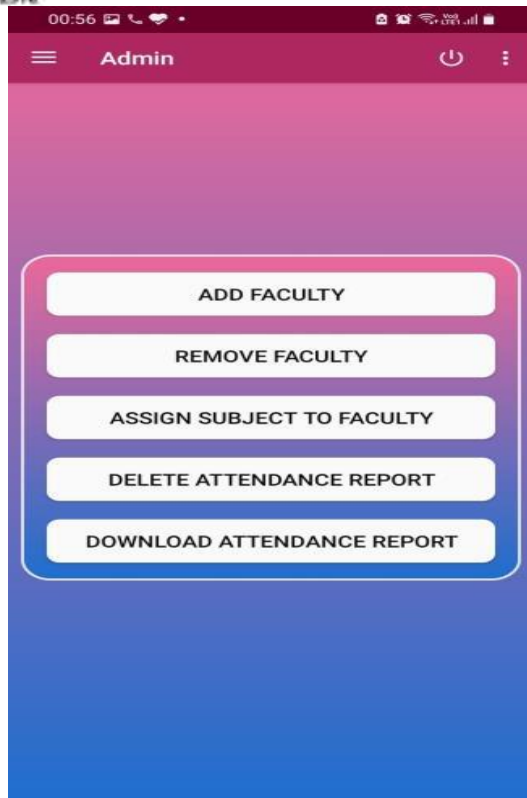 00:56
Admin
ADD FACULTY
REMOVE FACULTY
ASSIGN SUBJECT TO FACULTY
DELETE ATTENDANCE REPORT
DOWNLOAD ATTENDANCE REPORT